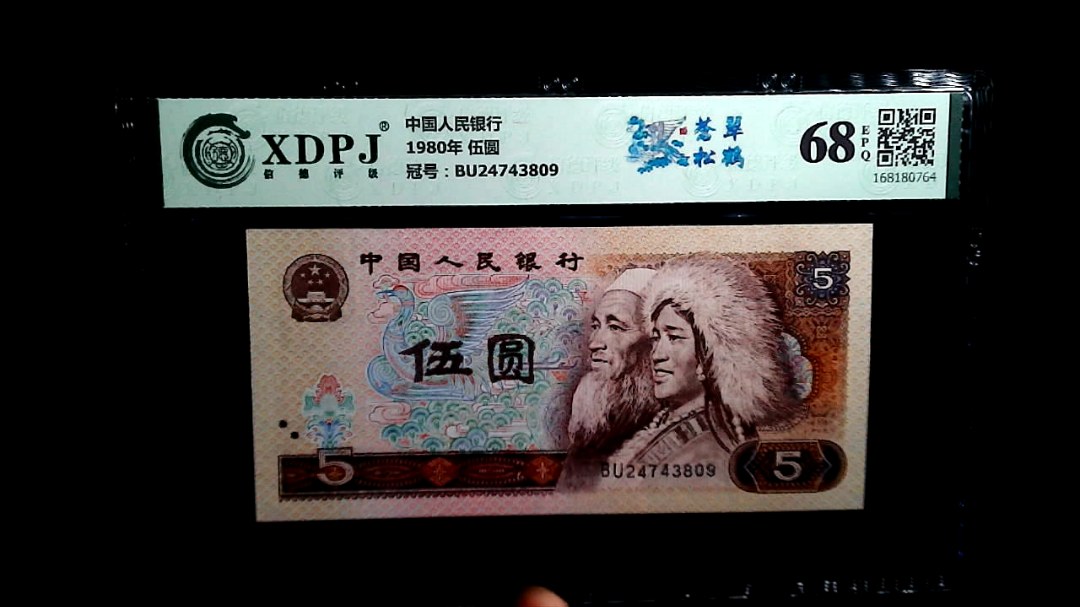 XDPJ®
信德评级
中国人民银行
1980年 伍圆
冠号：BU24743809
苍松
翠鹤
68
EPQ
168180764
中国人民银行
5
伍圆
5
BU24743809
5